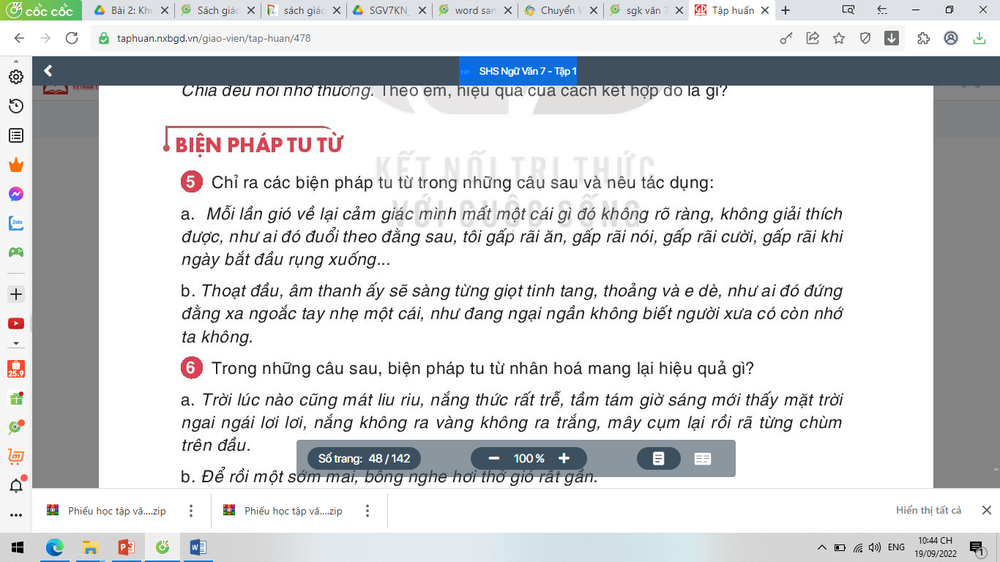 cốc cốc
Bài 2: Khu
Sách giác
sách giác
SGV7KN_
word san
Chuyển V
sgk văn 7
Tập huấn
taphuan.nxbgd.vn/giao-vien/tap-huan/478
PDF SHS Ngữ Văn 7 - Tập 1
Chia đều nỗi nhớ thương. Theo em, hiệu quả của cách kết hợp đó là gì?
BIỆN PHÁP TU TỪ
KẾT NỐI TRI THỨC
VỚI CUỘC SỐNG
5 Chỉ ra các biện pháp tu từ trong những câu sau và nêu tác dụng:
a. Mỗi lần gió về lại cảm giác mình mất một cái gì đó không rõ ràng, không giải thích
được, như ai đó đuổi theo đằng sau, tôi gấp rãi ăn, gấp rãi nói, gấp rãi cười, gấp rãi khi
ngày bắt đầu rụng xuống...
b. Thoạt đầu, âm thanh ấy sẽ sàng từng giọt tinh tang, thoảng và e dè, như ai đó đứng
đằng xa ngoắc tay nhẹ một cái, như đang ngại ngần không biết người xưa có còn nhớ
ta không.
6 Trong những câu sau, biện pháp tu từ nhân hoá mang lại hiệu quả gì?
a. Trời lúc nào cũng mát liu riu, nắng thức rất trễ, tầm tám giờ sáng mới thấy mặt trời
ngai ngái lơi lơi, nắng không ra vàng không ra trắng, mây cụm lại rồi rã từng chùm
trên đầu.
Số trang: 48 / 142
100 %
b. Để rồi một sớm mai, bỗng nghe hơi thở gió rất gần.
Zalo
25.9
Phiếu học tập vă....zip
Phiếu học tập vă....zip
Hiển thị tất cả
ENG
10:44 CH
19/09/2022
1